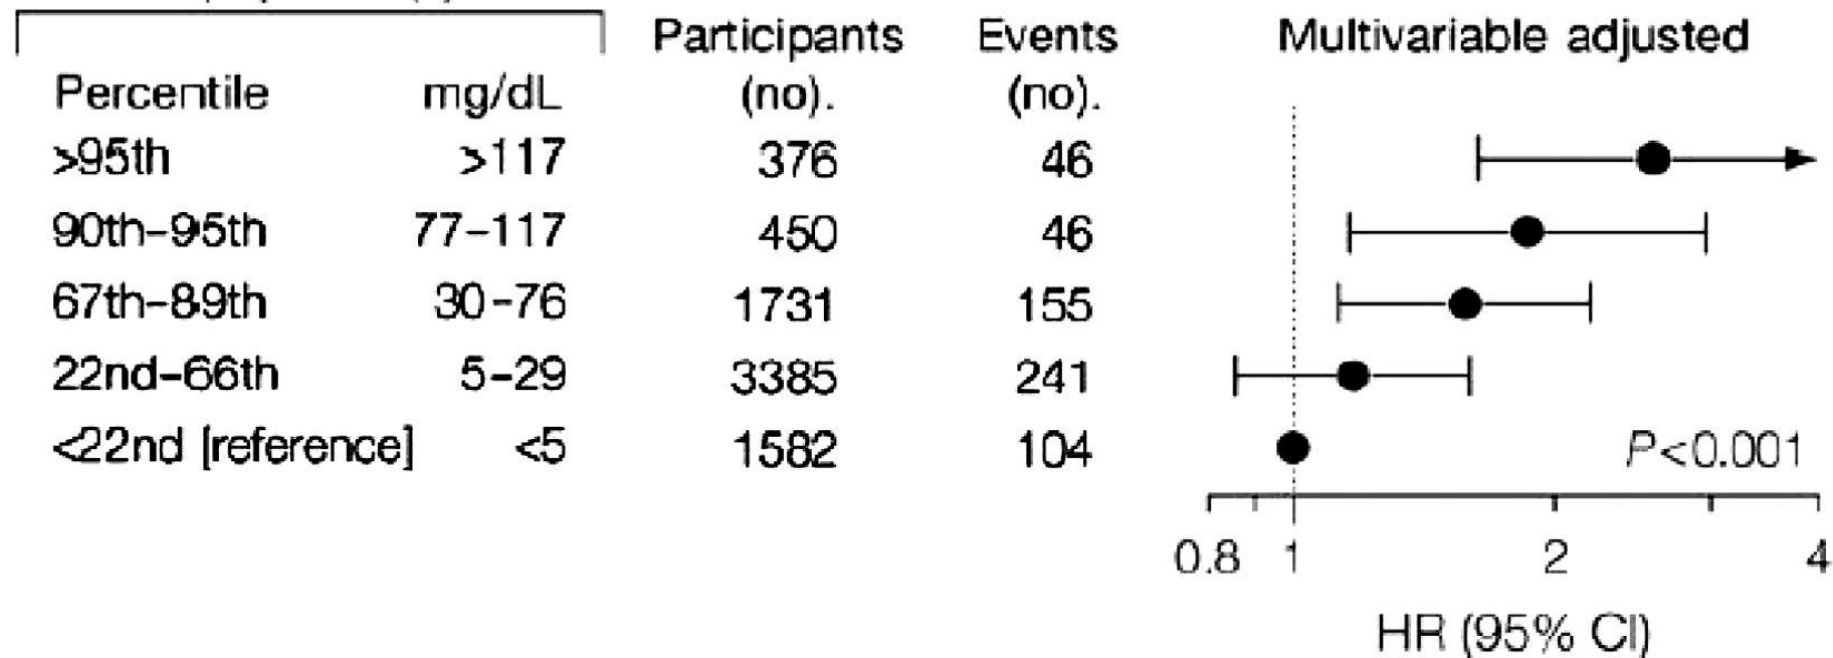 Participants Events Multivariable adjusted
Percentile mg/dL (no). (no).
>95th >117 376 46
90th–95th 77–117 450 46
67th–89th 30–76 1731 155
22nd–66th 5–29 3385 241
<22nd [reference] <5 1582 104 P<0.001
0.8 1 2 4
HR (95% CI)